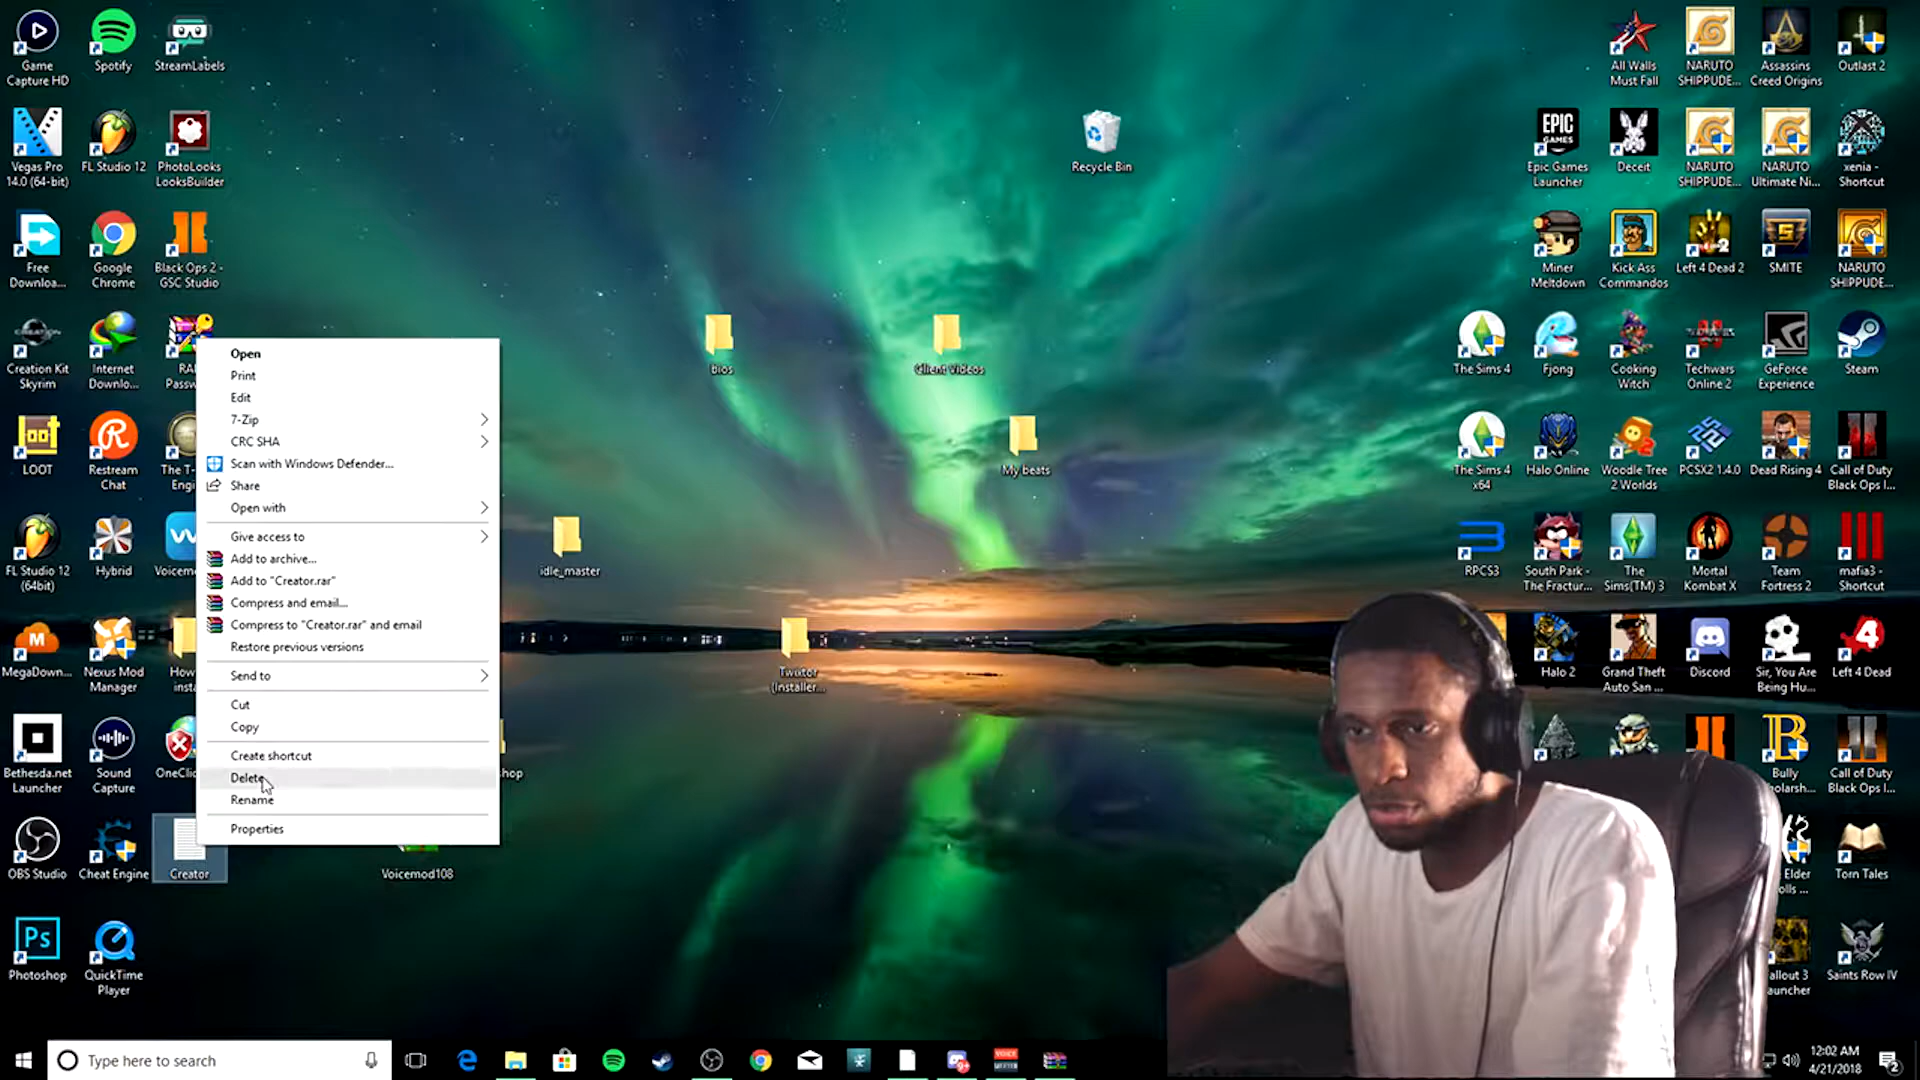 Game
Capture HD
Spotify
StreamLabels
Vegas Pro
14.0 (64-bit)
FL Studio 12
PhotoLooks
LooksBuilder
Free
Downloa...
Google
Chrome
Black Ops 2 -
GSC Studio
CREATION
Creation Kit
Skyrim
Internet
Downlo...
RA
Passw
LOOT
LOOT
Restream
Chat
The T-
Engi
FL Studio 12
(64bit)
Hybrid
Voicem
MegaDown...
Nexus Mod
Manager
How
insta
Bethesda.net
Launcher
Sound
Capture
OneClic
OBS Studio
Cheat Engine
Creator
Ps
Photoshop
QuickTime
Player
Open
Print
Edit
7-Zip
CRC SHA
Scan with Windows Defender...
Share
Open with
Give access to
Add to archive...
Add to "Creator.rar"
Compress and email...
Compress to "Creator.rar" and email
Restore previous versions
Send to
Cut
Copy
Create shortcut
Delete
Rename
Properties
hop
Voicemod108
idle_master
Bios
Client Videos
My beats
Twixtor
(Installer...
Recycle Bin
All Walls
Must Fall
NARUTO
SHIPPUDE...
Assassins
Creed Origins
Outlast 2
EPIC
GAMES
Epic Games
Launcher
Deceit
NARUTO
SHIPPUDE...
NARUTO
Ultimate Ni...
xenia -
Shortcut
Miner
Meltdown
Kick Ass
Commandos
Left 4 Dead 2
SMITE
NARUTO
SHIPPUDE...
The Sims 4
Fjong
Cooking
Witch
Techwars
Online 2
GeForce
Experience
Steam
The Sims 4
x64
Halo Online
Woodle Tree
2 Worlds
PCSX2 1.4.0
Dead Rising 4
Call of Duty
Black Ops I...
RPCS3
South Park -
The Fractur...
The
Sims(TM) 3
Mortal
Kombat X
Team
Fortress 2
mafia3 -
Shortcut
Halo 2
Grand Theft
Auto San ...
Discord
Sir, You Are
Being Hu...
Left 4 Dead
Bully
holarsh...
Call of Duty
Black Ops I...
Elder
olls ...
Torn Tales
allout 3
auncher
Saints Row IV
Type here to search
12:02 AM
4/21/2018
2